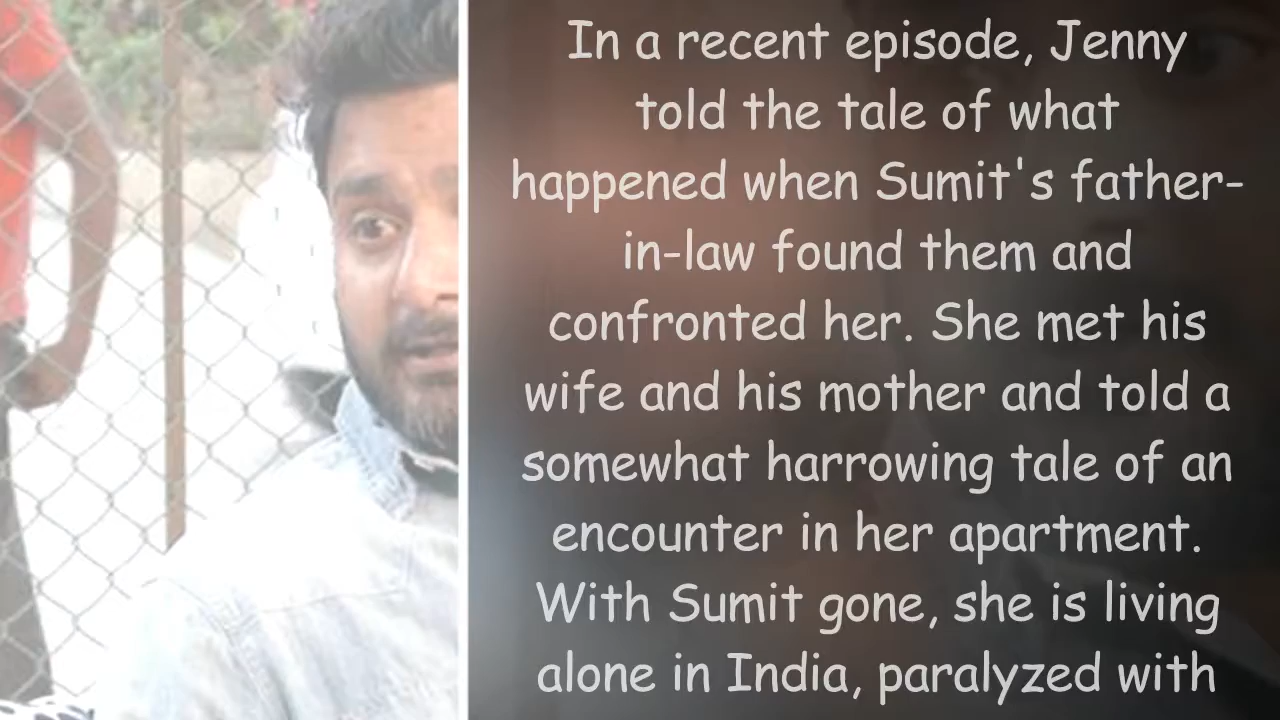 In a recent episode, Jenny
told the tale of what
happened when Sumit's father-
in-law found them and
confronted her. She met his
wife and his mother and told a
somewhat harrowing tale of an
encounter in her apartment.
With Sumit gone, she is living
alone in India, paralyzed with